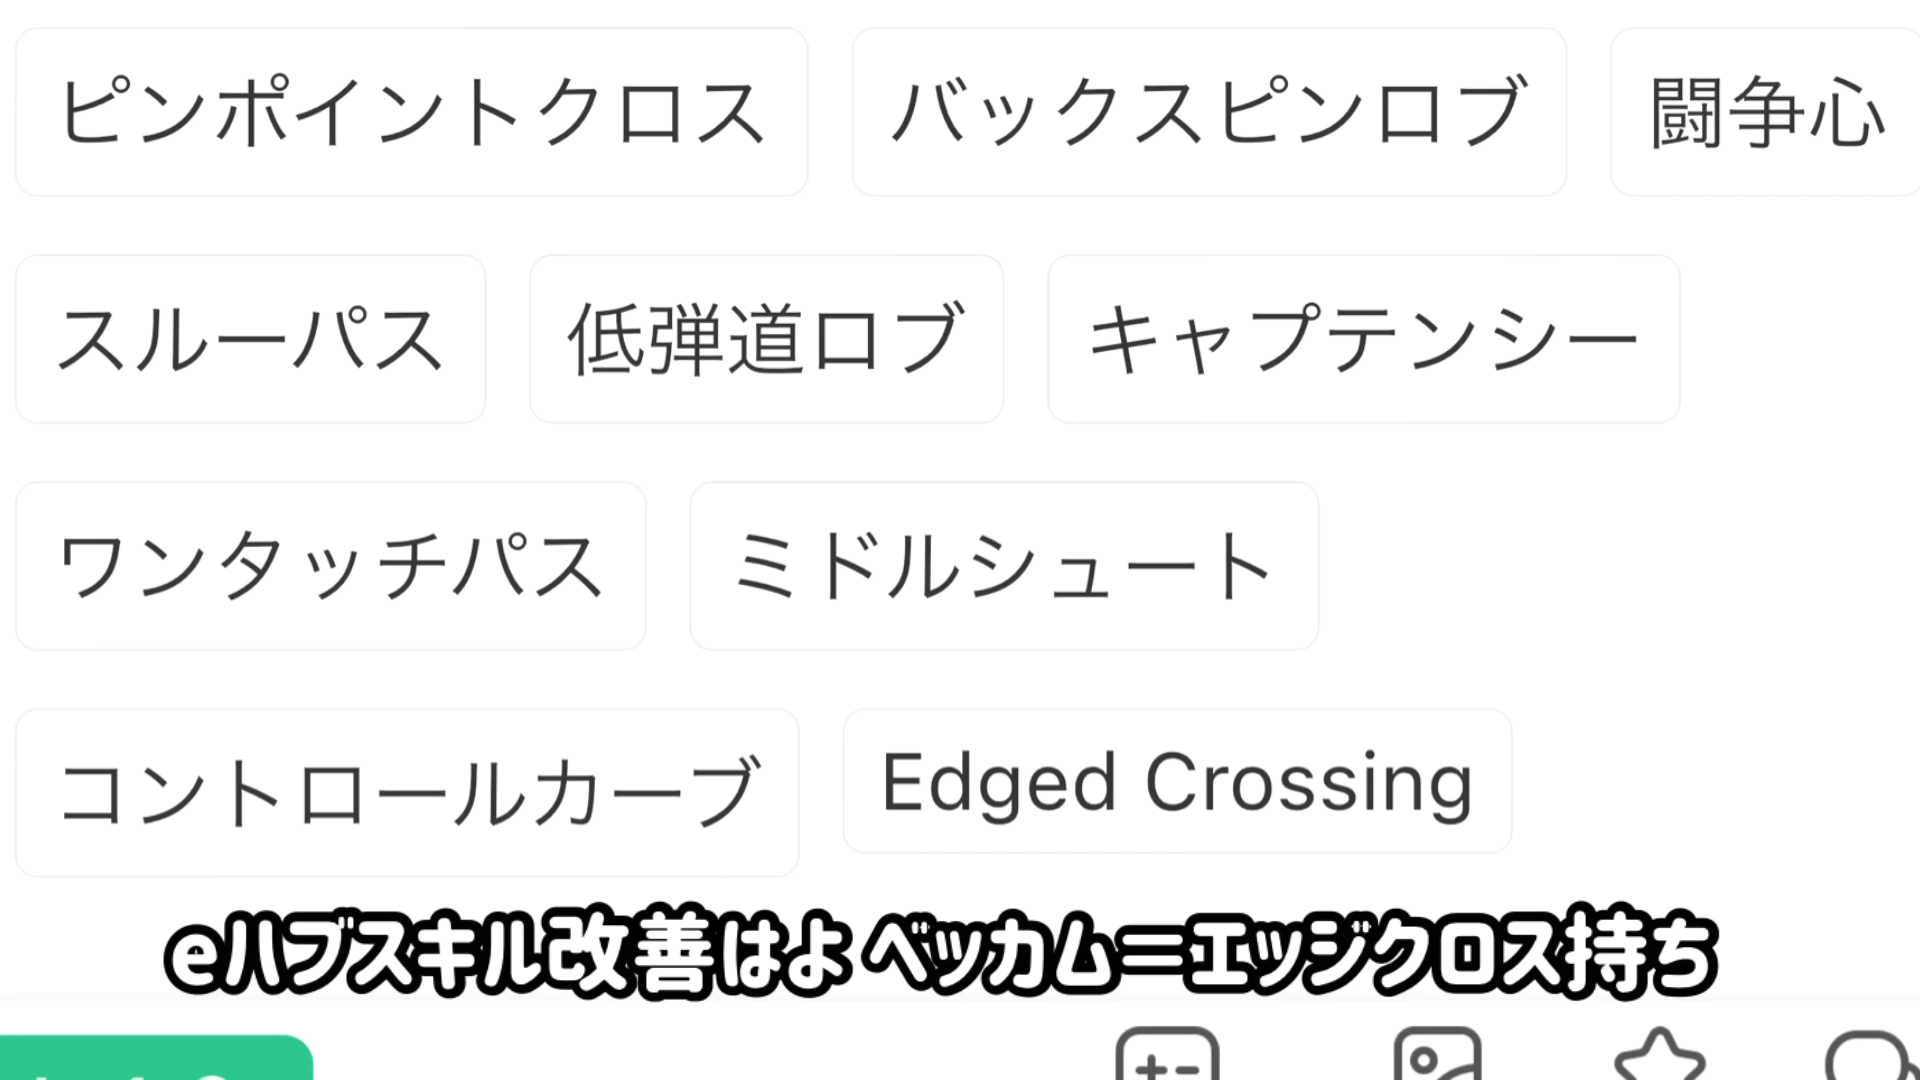 ピンポイントクロス バックスピンロブ 闘争心
スルーパス 低弾道ロブ キャプテンシー
ワンタッチパス ミドルシュート
コントロールカーブ Edged Crossing
eハブスキル改善はよ ベッカム＝エッジクロス持ち